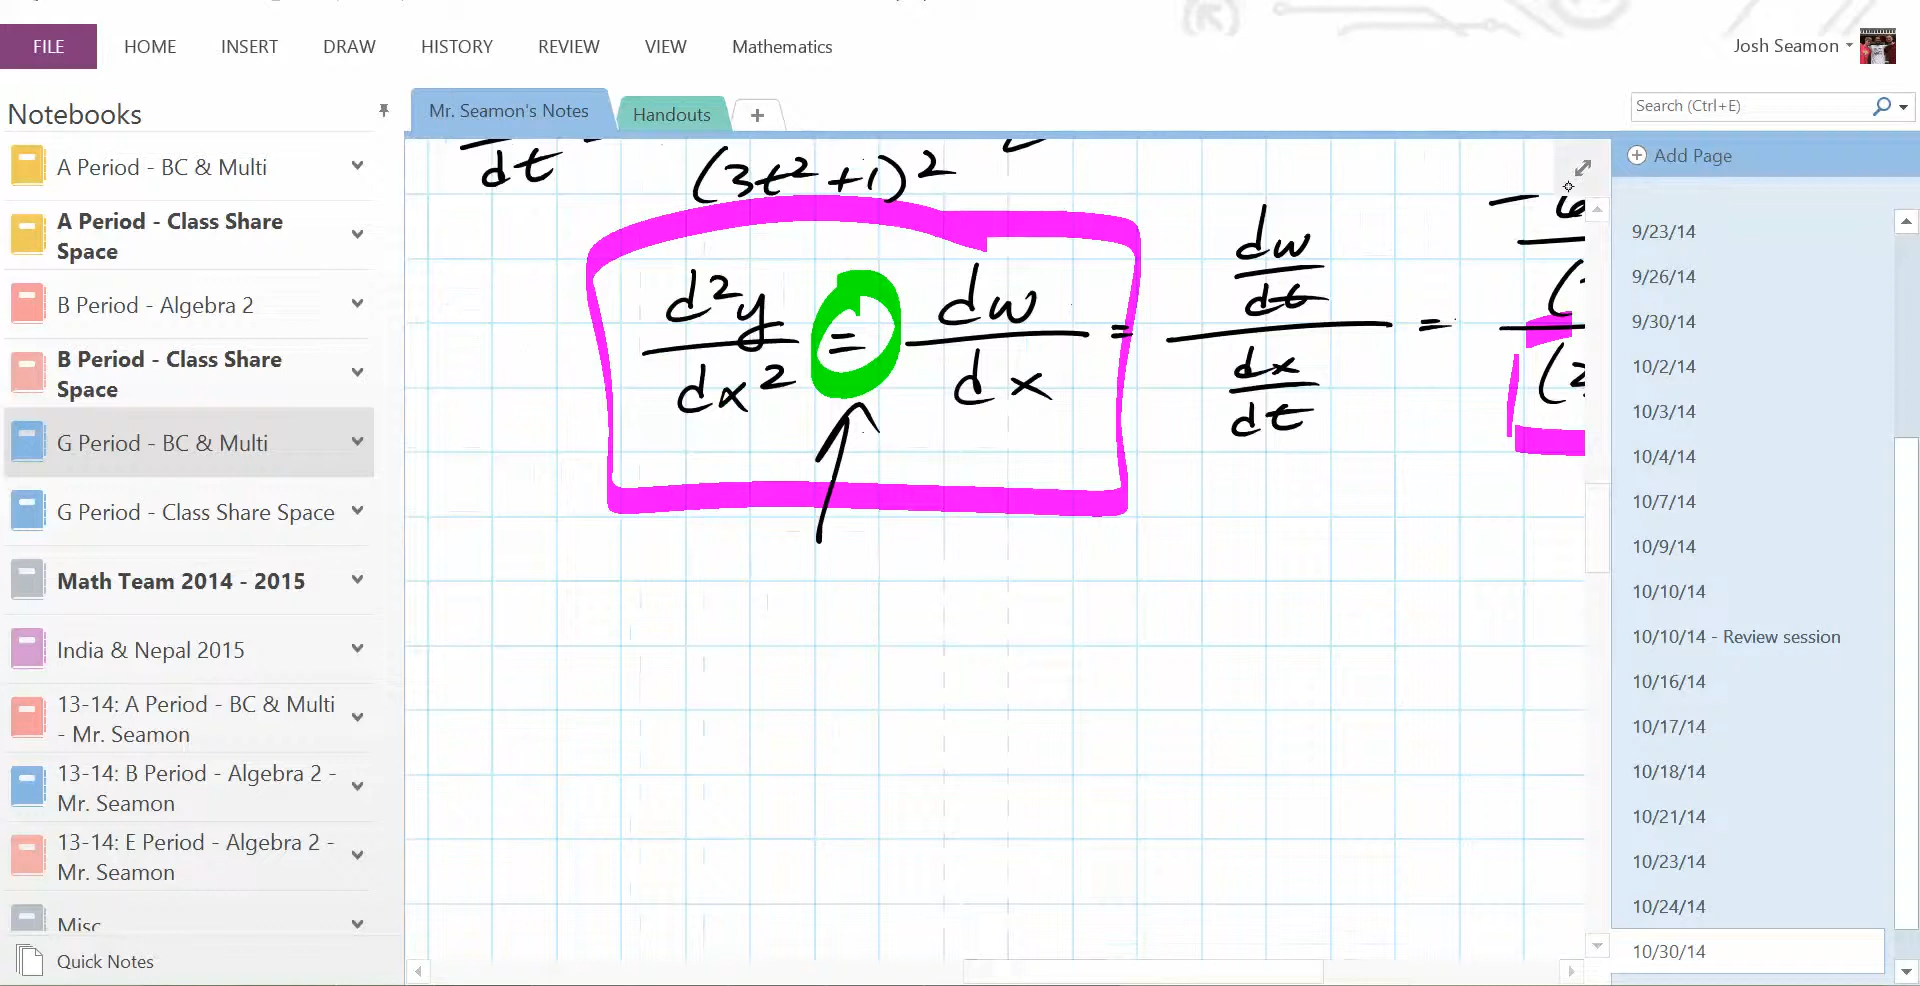 FILE HOME INSERT DRAW HISTORY REVIEW VIEW Mathematics
Josh Seamon
Notebooks
A Period - BC & Multi
A Period - Class Share
Space
B Period - Algebra 2
B Period - Class Share
Space
G Period - BC & Multi
G Period - Class Share Space
Math Team 2014 - 2015
India & Nepal 2015
13-14: A Period - BC & Multi
- Mr. Seamon
13-14: B Period - Algebra 2 -
Mr. Seamon
13-14: E Period - Algebra 2 -
Mr. Seamon
Misc
Quick Notes
Mr. Seamon's Notes Handouts +
dt (3t²+1)²
d²y/dx² = dw/dx = (dw/dt)/(dx/dt) =
Search (Ctrl+E)
Add Page
9/23/14
9/26/14
9/30/14
10/2/14
10/3/14
10/4/14
10/7/14
10/9/14
10/10/14
10/10/14 - Review session
10/16/14
10/17/14
10/18/14
10/21/14
10/23/14
10/24/14
10/30/14